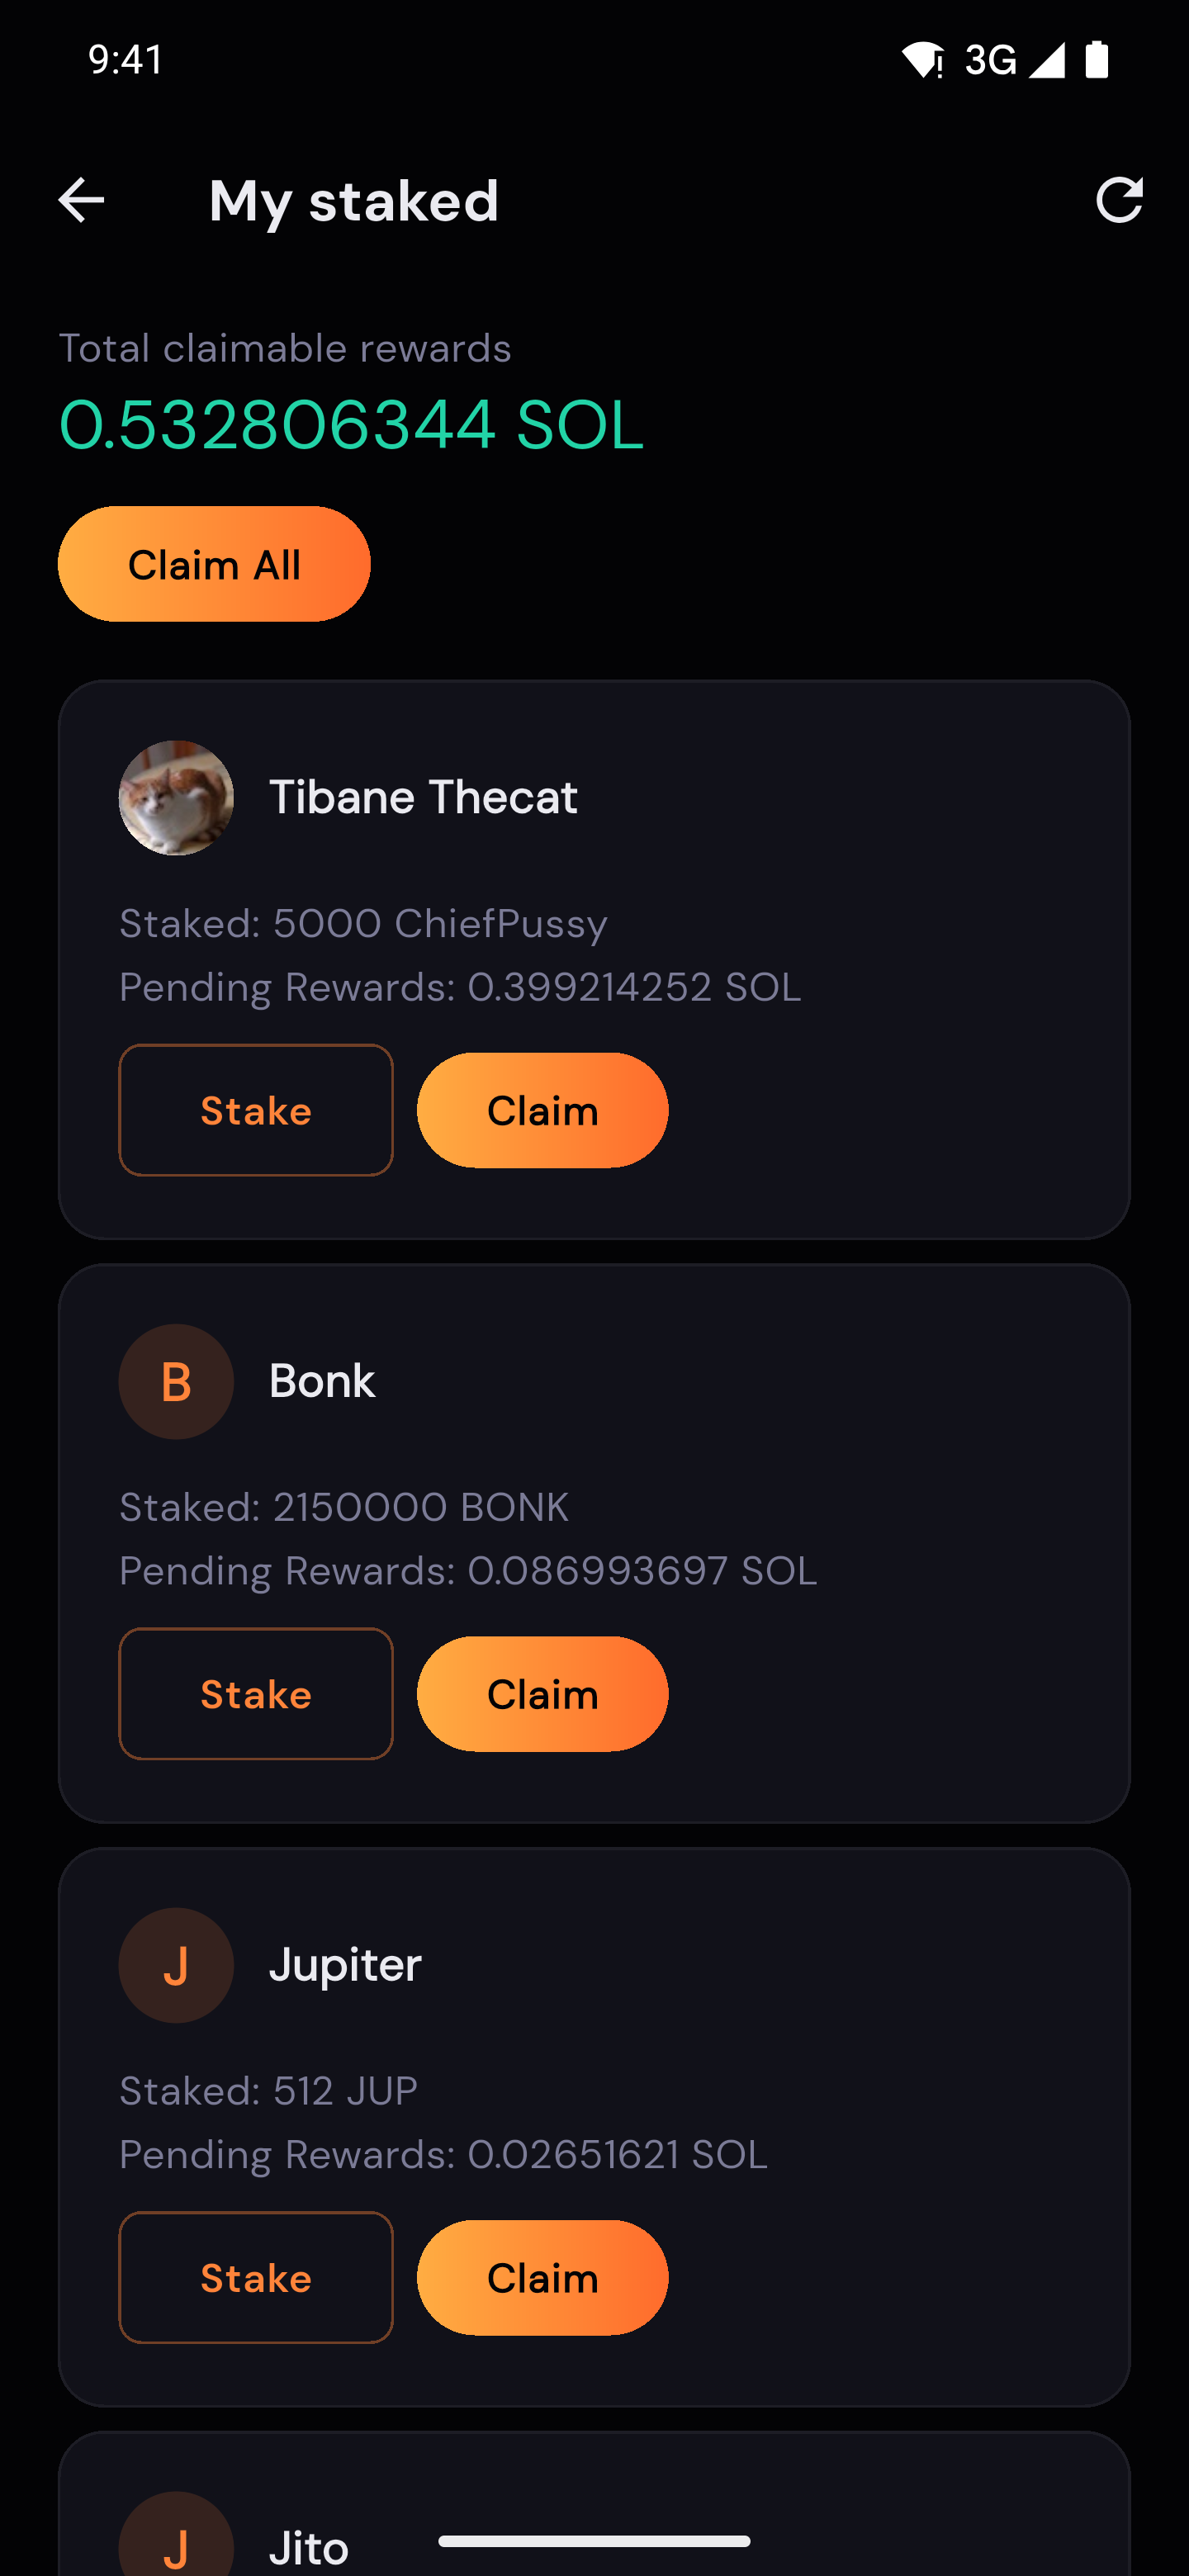 9:41
3G
My staked
Total claimable rewards
0.532806344 SOL
Claim All
Tibane Thecat
Staked: 5000 ChiefPussy
Pending Rewards: 0.399214252 SOL
Stake
Claim
B
Bonk
Staked: 2150000 BONK
Pending Rewards: 0.086993697 SOL
Stake
Claim
J
Jupiter
Staked: 512 JUP
Pending Rewards: 0.02651621 SOL
Stake
Claim
J
Jito